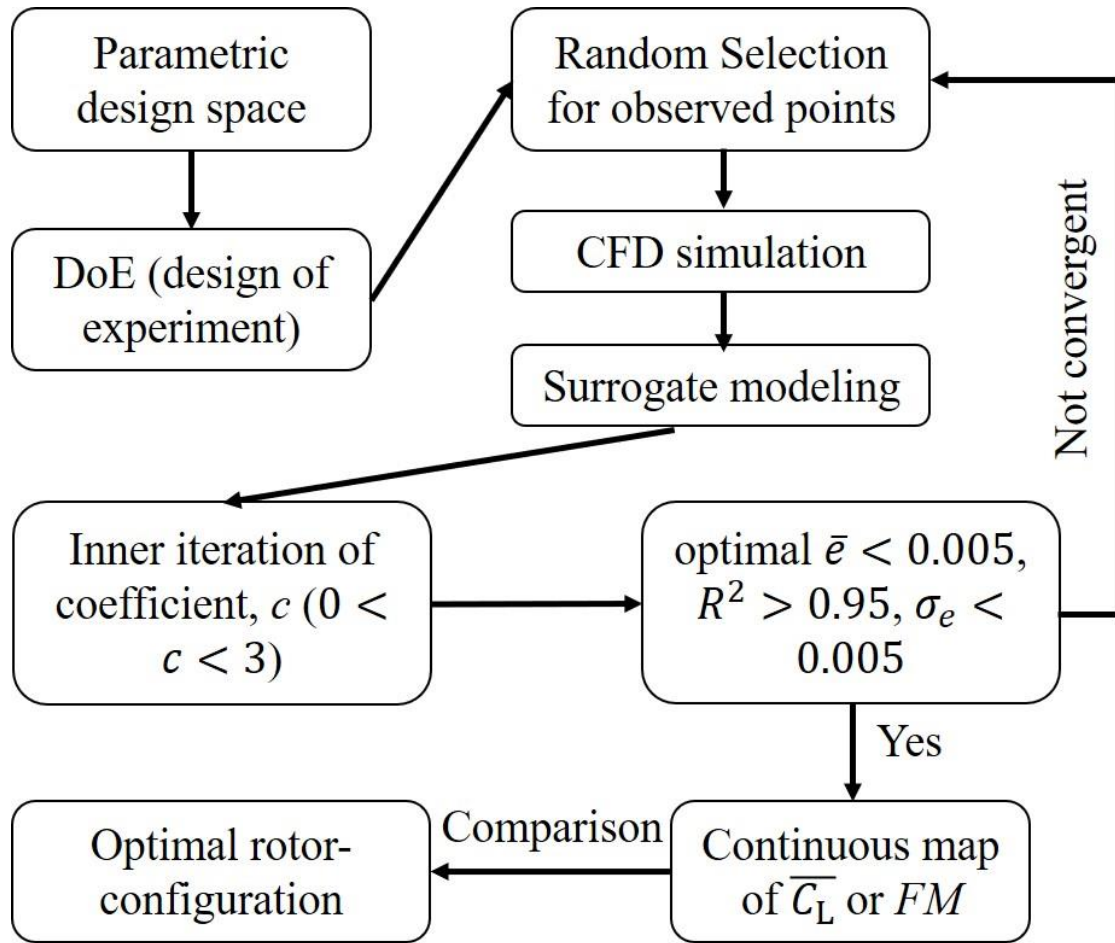 Parametric
design space
DoE (design of
experiment)
Random Selection
for observed points
CFD simulation
Surrogate modeling
Inner iteration of
coefficient, c (0 <
c < 3)
optimal e̅ < 0.005,
R² > 0.95, σₑ <
0.005
Not convergent
Yes
Continuous map
of C̅_L̅ or FM
Comparison
Optimal rotor-
configuration